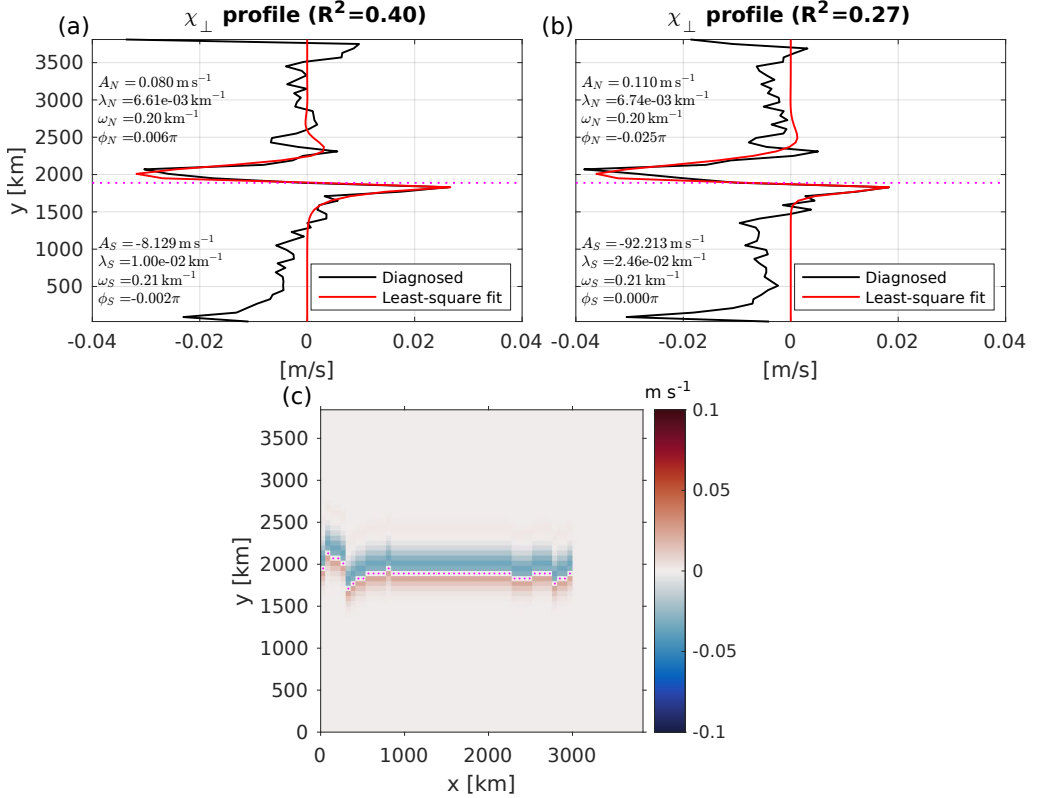 (a) χ⊥ profile (R²=0.40)
y [km]
3500
3000
2500
2000
1500
1000
500
A_N = 0.080 m s⁻¹
λ_N = 6.61e-03 km⁻¹
ω_N = 0.20 km⁻¹
ϕ_N = 0.006π
A_S = -8.129 m s⁻¹
λ_S = 1.00e-02 km⁻¹
ω_S = 0.21 km⁻¹
ϕ_S = -0.002π
Diagnosed
Least-square fit
-0.04 -0.02 0 0.02 0.04
[m/s]
(b) χ⊥ profile (R²=0.27)
3500
3000
2500
2000
1500
1000
500
A_N = 0.110 m s⁻¹
λ_N = 6.74e-03 km⁻¹
ω_N = 0.20 km⁻¹
ϕ_N = -0.025π
A_S = -92.213 m s⁻¹
λ_S = 2.46e-02 km⁻¹
ω_S = 0.21 km⁻¹
ϕ_S = 0.000π
Diagnosed
Least-square fit
-0.04 -0.02 0 0.02 0.04
[m/s]
(c)
y [km]
3500
3000
2500
2000
1500
1000
500
0
0 1000 2000 3000
x [km]
m s⁻¹
0.1
0.05
0
-0.05
-0.1